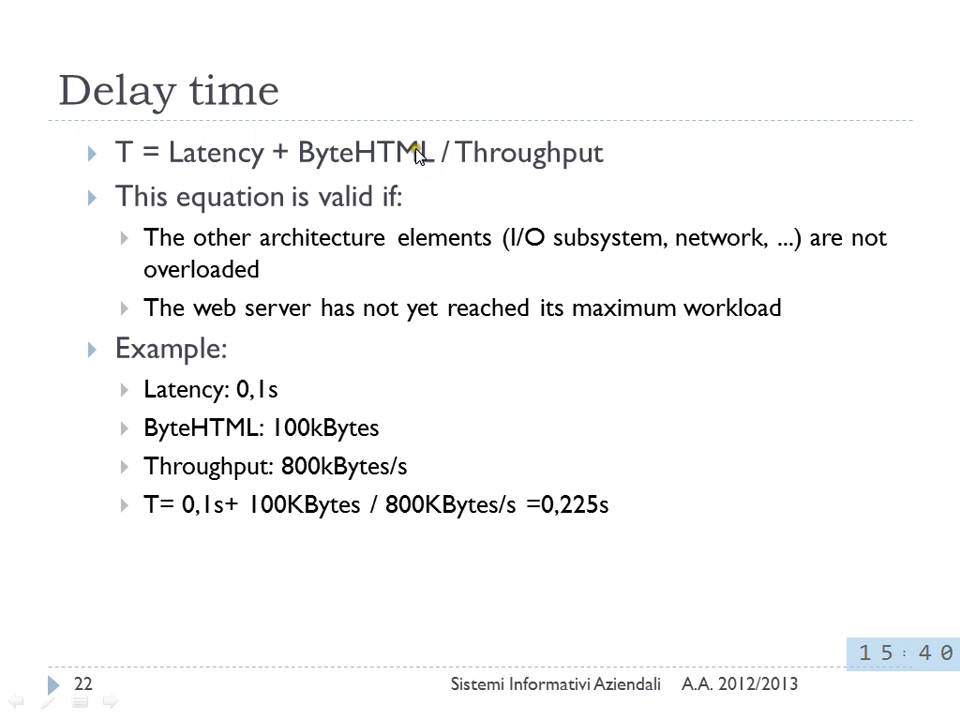 Delay time
T = Latency + ByteHTML / Throughput
This equation is valid if:
The other architecture elements (I/O subsystem, network, ...) are not
overloaded
The web server has not yet reached its maximum workload
Example:
Latency: 0,1s
ByteHTML: 100kBytes
Throughput: 800kBytes/s
T= 0,1s+ 100KBytes / 800KBytes/s =0,225s
15:40
22 Sistemi Informativi Aziendali A.A. 2012/2013